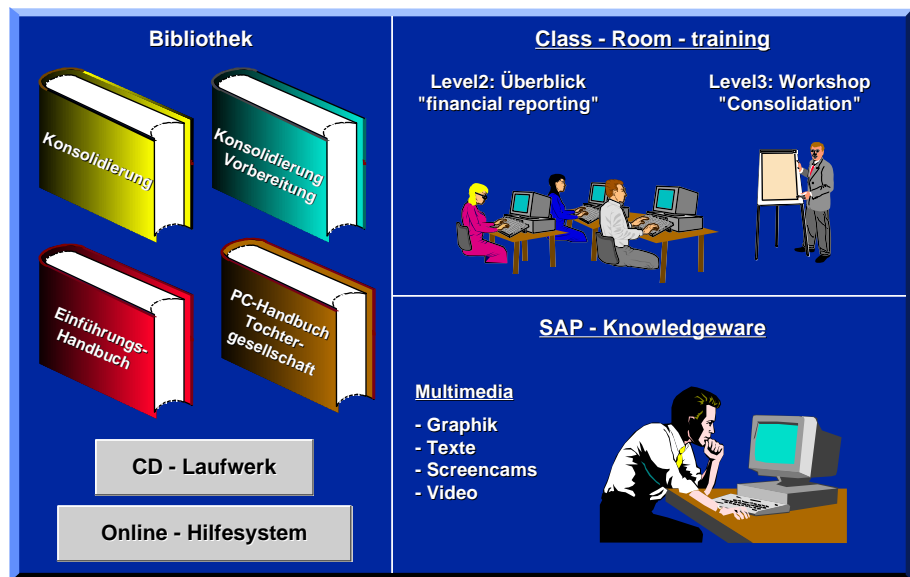 Bibliothek
Konsolidierung
Konsolidierung
Vorbereitung
Einführungs-
Handbuch
PC-Handbuch
Tochter-
gesellschaft
CD - Laufwerk
Online - Hilfesystem
Class - Room - training
Level2: Überblick
"financial reporting"
Level3: Workshop
"Consolidation"
SAP - Knowledgeware
Multimedia
- Graphik
- Texte
- Screencams
- Video